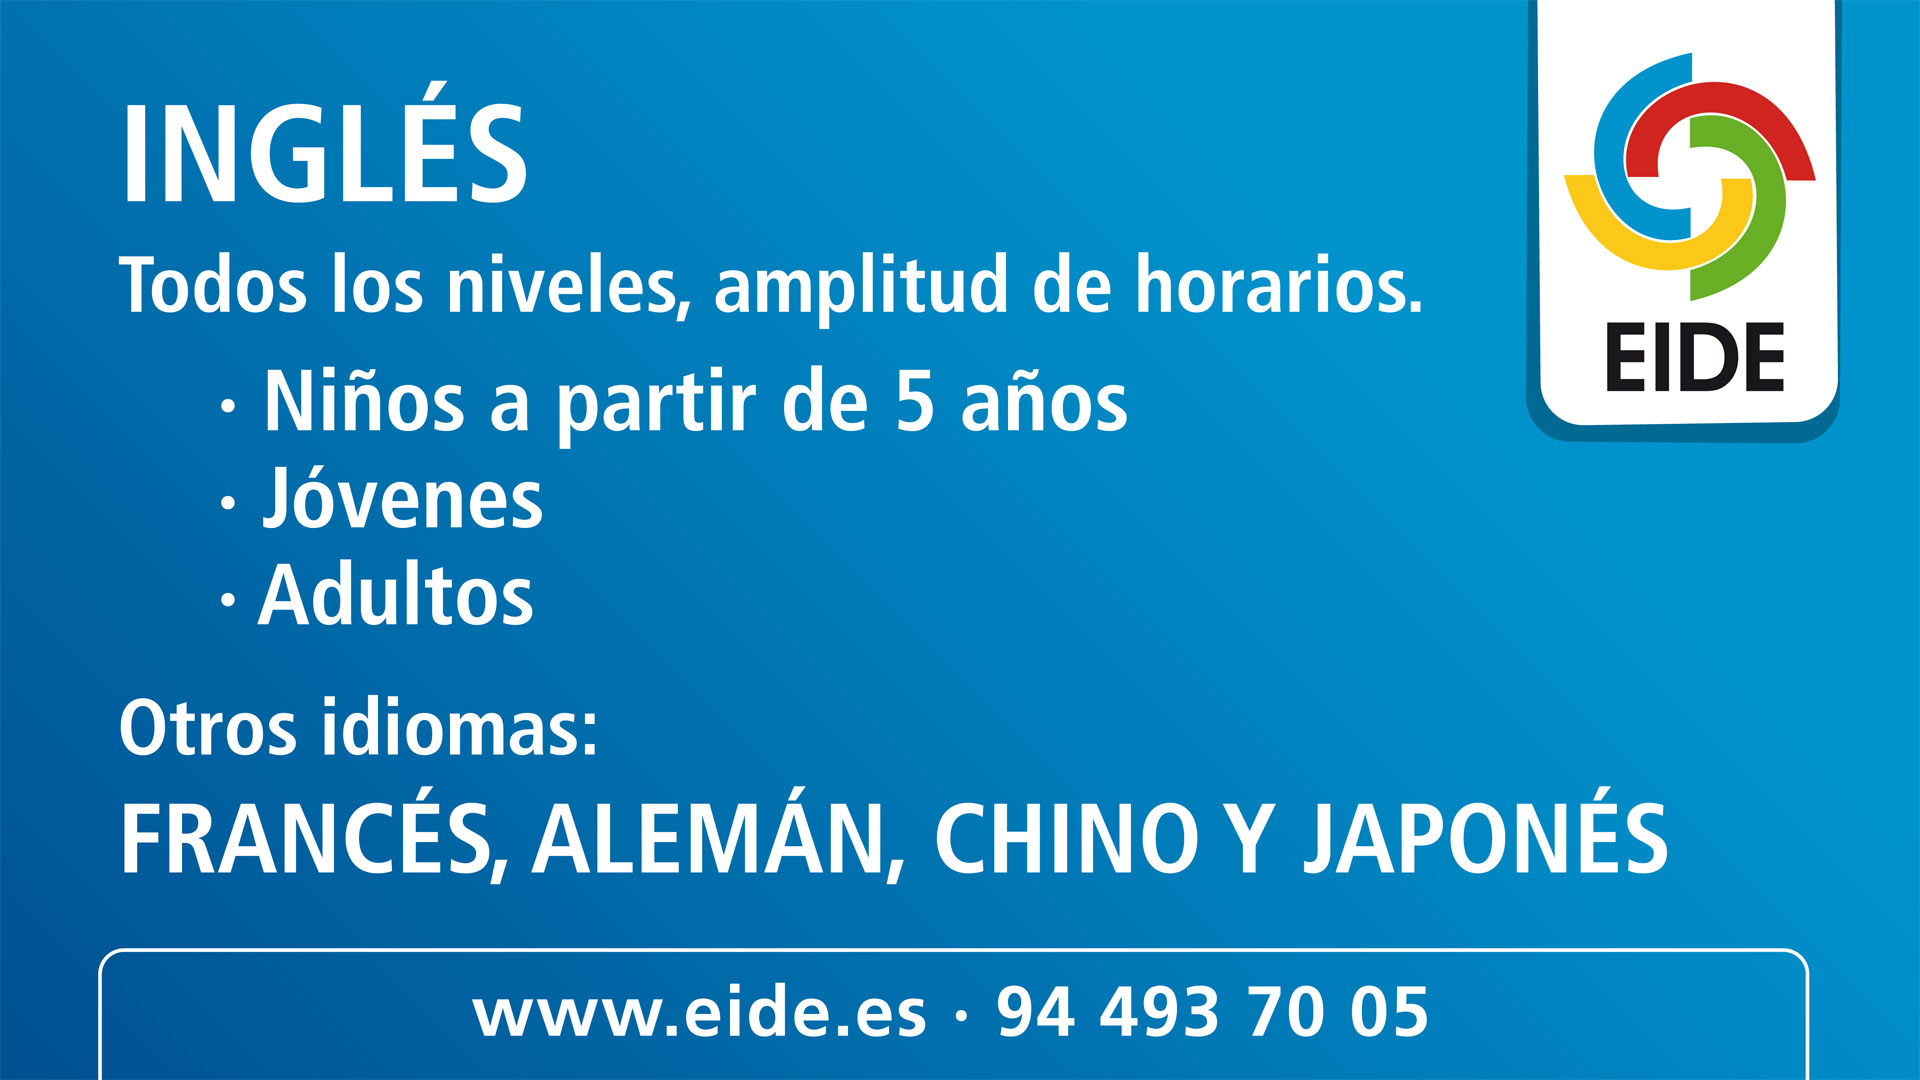 INGLÉS
Todos los niveles, amplitud de horarios.
· Niños a partir de 5 años
· Jóvenes
· Adultos
Otros idiomas:
FRANCÉS, ALEMÁN, CHINO Y JAPONÉS
www.eide.es · 94 493 70 05
EIDE